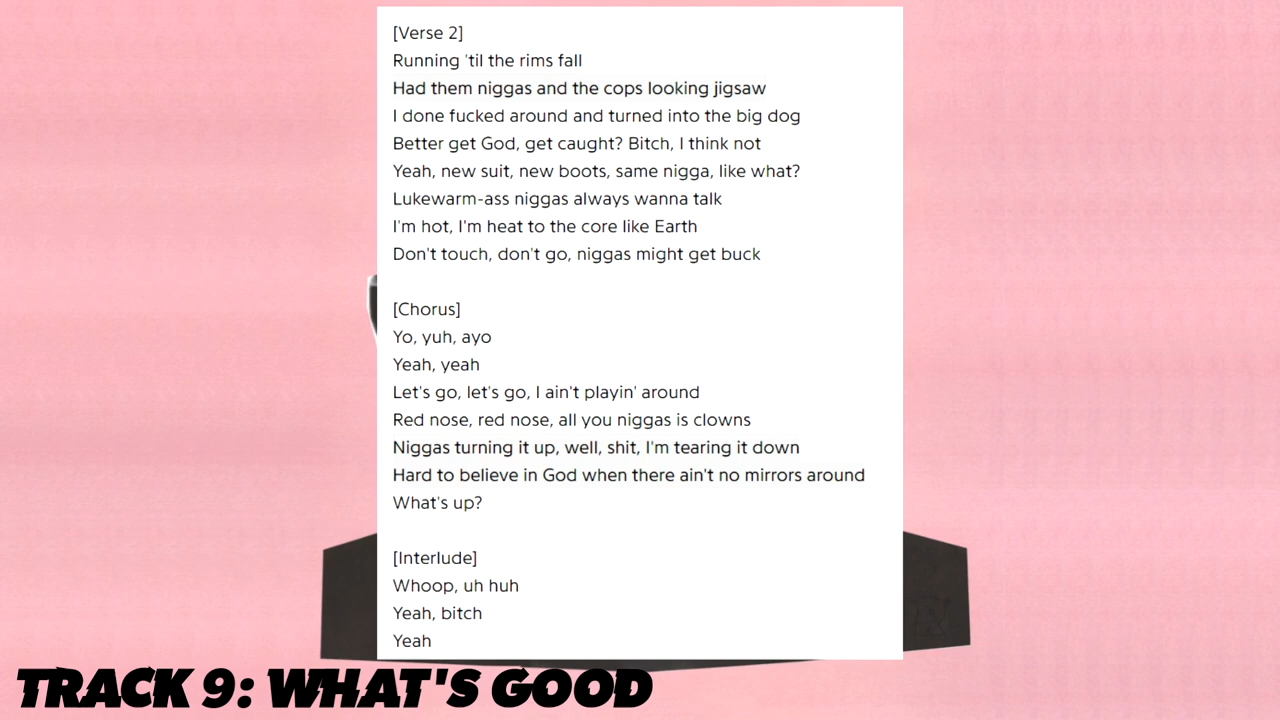 [Verse 2]
Running 'til the rims fall
Had them niggas and the cops looking jigsaw
I done fucked around and turned into the big dog
Better get God, get caught? Bitch, I think not
Yeah, new suit, new boots, same nigga, like what?
Lukewarm-ass niggas always wanna talk
I'm hot, I'm heat to the core like Earth
Don't touch, don't go, niggas might get buck
[Chorus]
Yo, yuh, ayo
Yeah, yeah
Let's go, let's go, I ain't playin' around
Red nose, red nose, all you niggas is clowns
Niggas turning it up, well, shit, I'm tearing it down
Hard to believe in God when there ain't no mirrors around
What's up?
[Interlude]
Whoop, uh huh
Yeah, bitch
Yeah
TRACK 9: WHAT'S GOOD